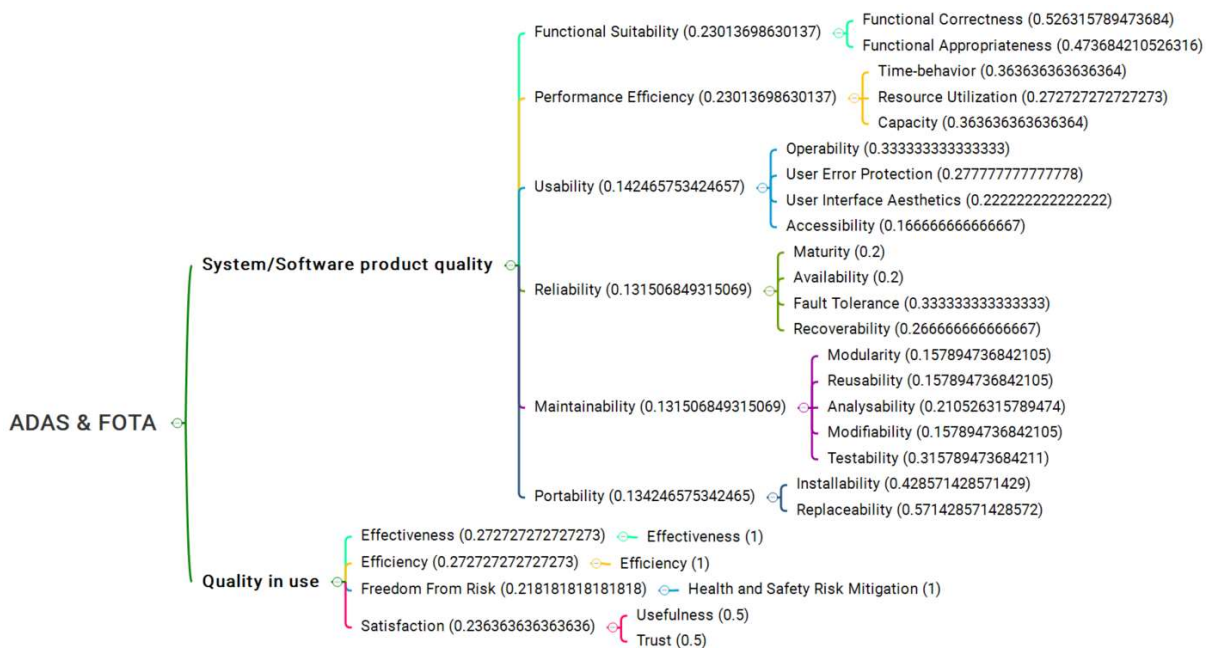 ADAS & FOTA
System/Software product quality
Functional Suitability (0.23013698630137)
Functional Correctness (0.526315789473684)
Functional Appropriateness (0.473684210526316)
Performance Efficiency (0.23013698630137)
Time-behavior (0.363636363636364)
Resource Utilization (0.272727272727273)
Capacity (0.363636363636364)
Usability (0.142465753424657)
Operability (0.333333333333333)
User Error Protection (0.277777777777778)
User Interface Aesthetics (0.222222222222222)
Accessibility (0.166666666666667)
Reliability (0.131506849315069)
Maturity (0.2)
Availability (0.2)
Fault Tolerance (0.333333333333333)
Recoverability (0.266666666666667)
Maintainability (0.131506849315069)
Modularity (0.157894736842105)
Reusability (0.157894736842105)
Analysability (0.210526315789474)
Modifiability (0.157894736842105)
Testability (0.315789473684211)
Portability (0.134246575342465)
Installability (0.428571428571429)
Replaceability (0.571428571428572)
Quality in use
Effectiveness (0.272727272727273)
Effectiveness (1)
Efficiency (0.272727272727273)
Efficiency (1)
Freedom From Risk (0.218181818181818)
Health and Safety Risk Mitigation (1)
Satisfaction (0.236363636363636)
Usefulness (0.5)
Trust (0.5)